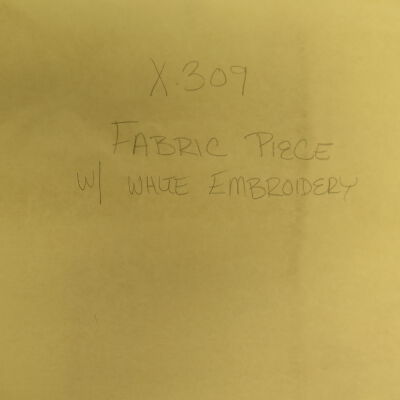 X.309
FABRIC PIECE
W/ WHITE EMBROIDERY